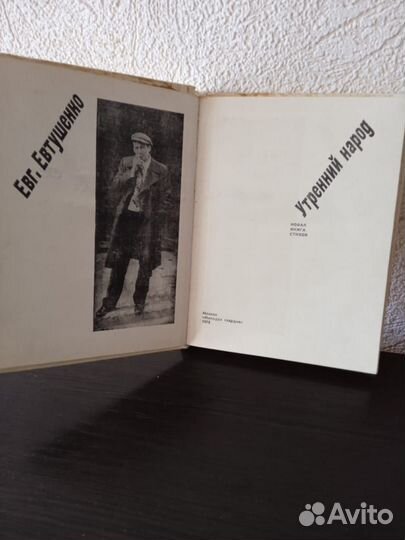 Евг. Евтушенко
Утренний народ
НОВАЯ
КНИГА
СТИХОВ
Москва
«Молодая гвардия»
Avito